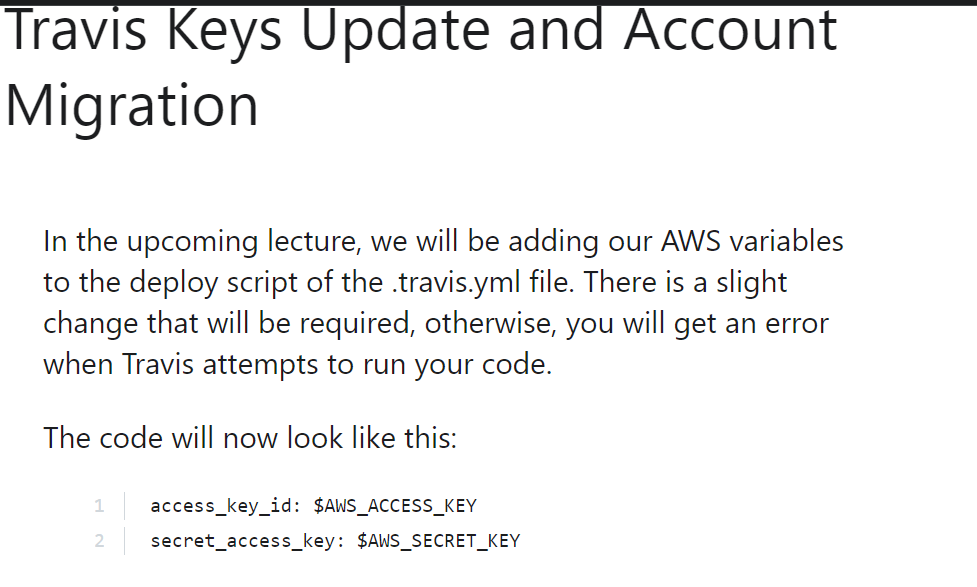 Travis Keys Update and Account
Migration
In the upcoming lecture, we will be adding our AWS variables
to the deploy script of the .travis.yml file. There is a slight
change that will be required, otherwise, you will get an error
when Travis attempts to run your code.
The code will now look like this:
1 access_key_id: $AWS_ACCESS_KEY
2 secret_access_key: $AWS_SECRET_KEY